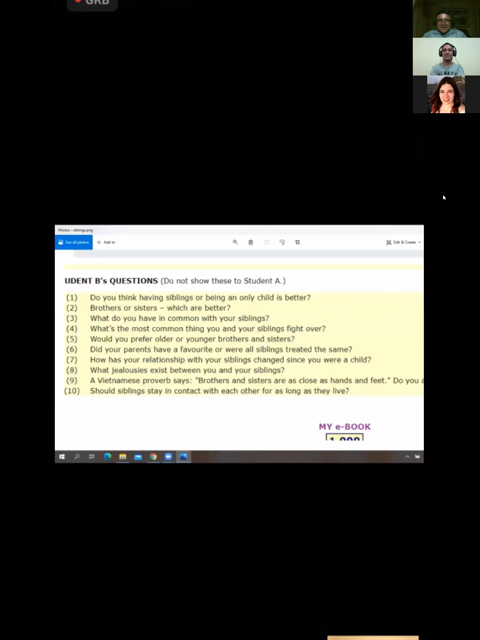 GRB
Photos - siblings.png
See all photos
Add to
Edit & Create
UDENT B's QUESTIONS (Do not show these to Student A.)
(1) Do you think having siblings or being an only child is better?
(2) Brothers or sisters – which are better?
(3) What do you have in common with your siblings?
(4) What's the most common thing you and your siblings fight over?
(5) Would you prefer older or younger brothers and sisters?
(6) Did your parents have a favourite or were all siblings treated the same?
(7) How has your relationship with your siblings changed since you were a child?
(8) What jealousies exist between you and your siblings?
(9) A Vietnamese proverb says: "Brothers and sisters are as close as hands and feet." Do you a
(10) Should siblings stay in contact with each other for as long as they live?
MY e-BOOK
1,000